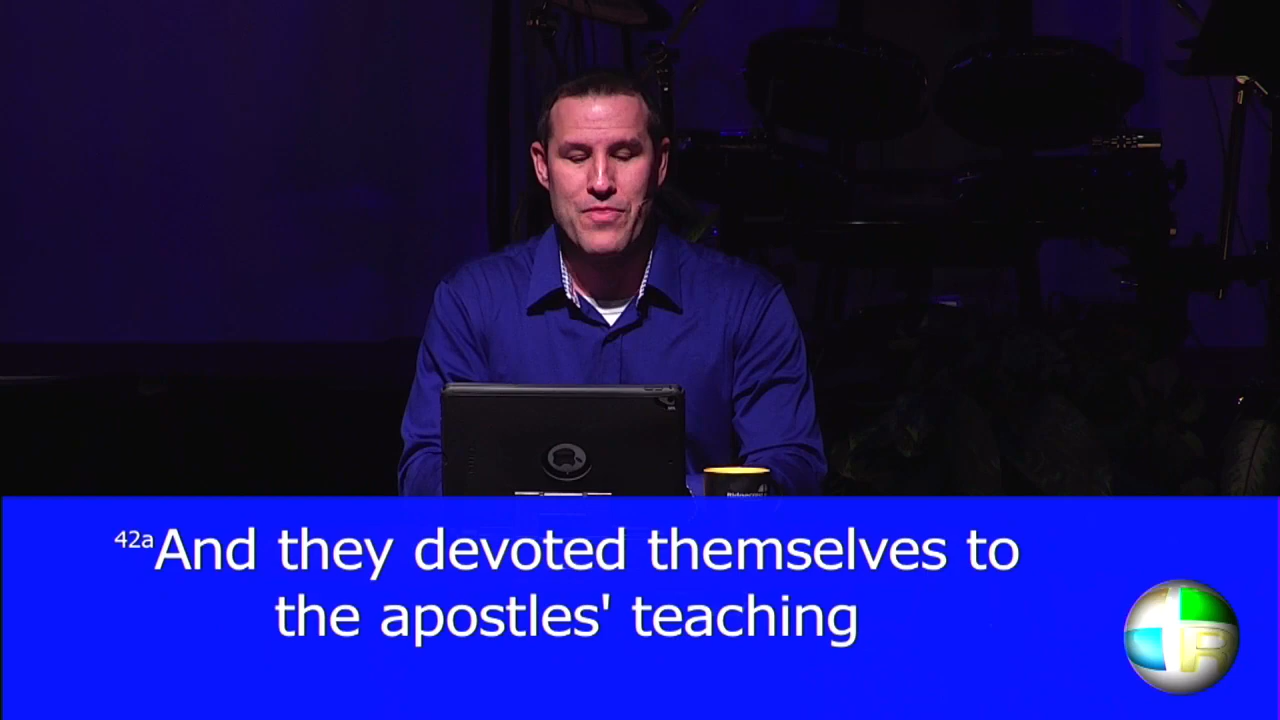 42aAnd they devoted themselves to
the apostles' teaching
R